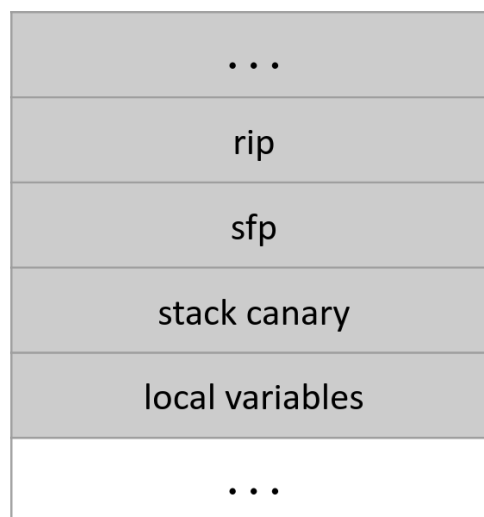 . . .
rip
sfp
stack canary
local variables
. . .